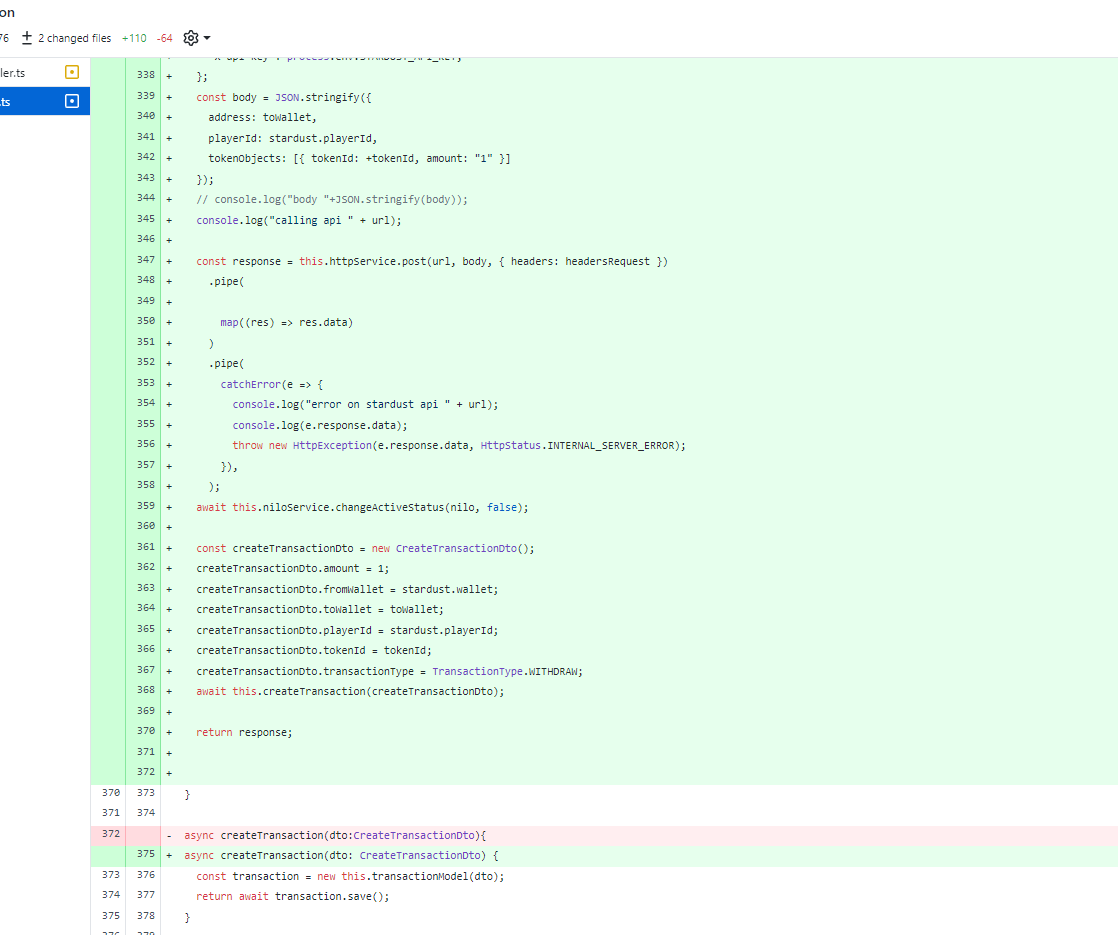 on
76 2 changed files +110 -64
ler.ts
.ts
338 + };
339 + const body = JSON.stringify({
340 + address: toWallet,
341 + playerId: stardust.playerId,
342 + tokenObjects: [{ tokenId: +tokenId, amount: "1" }]
343 + });
344 + // console.log("body "+JSON.stringify(body));
345 + console.log("calling api " + url);
346 +
347 + const response = this.httpService.post(url, body, { headers: headersRequest })
348 + .pipe(
349 +
350 + map((res) => res.data)
351 + )
352 + .pipe(
353 + catchError(e => {
354 + console.log("error on stardust api " + url);
355 + console.log(e.response.data);
356 + throw new HttpException(e.response.data, HttpStatus.INTERNAL_SERVER_ERROR);
357 + }),
358 + );
359 + await this.niloService.changeActiveStatus(nilo, false);
360 +
361 + const createTransactionDto = new CreateTransactionDto();
362 + createTransactionDto.amount = 1;
363 + createTransactionDto.fromWallet = stardust.wallet;
364 + createTransactionDto.toWallet = toWallet;
365 + createTransactionDto.playerId = stardust.playerId;
366 + createTransactionDto.tokenId = tokenId;
367 + createTransactionDto.transactionType = TransactionType.WITHDRAW;
368 + await this.createTransaction(createTransactionDto);
369 +
370 + return response;
371 +
372 +
370 373 }
371 374
372 - async createTransaction(dto:CreateTransactionDto){
375 + async createTransaction(dto: CreateTransactionDto) {
373 376 const transaction = new this.transactionModel(dto);
374 377 return await transaction.save();
375 378 }